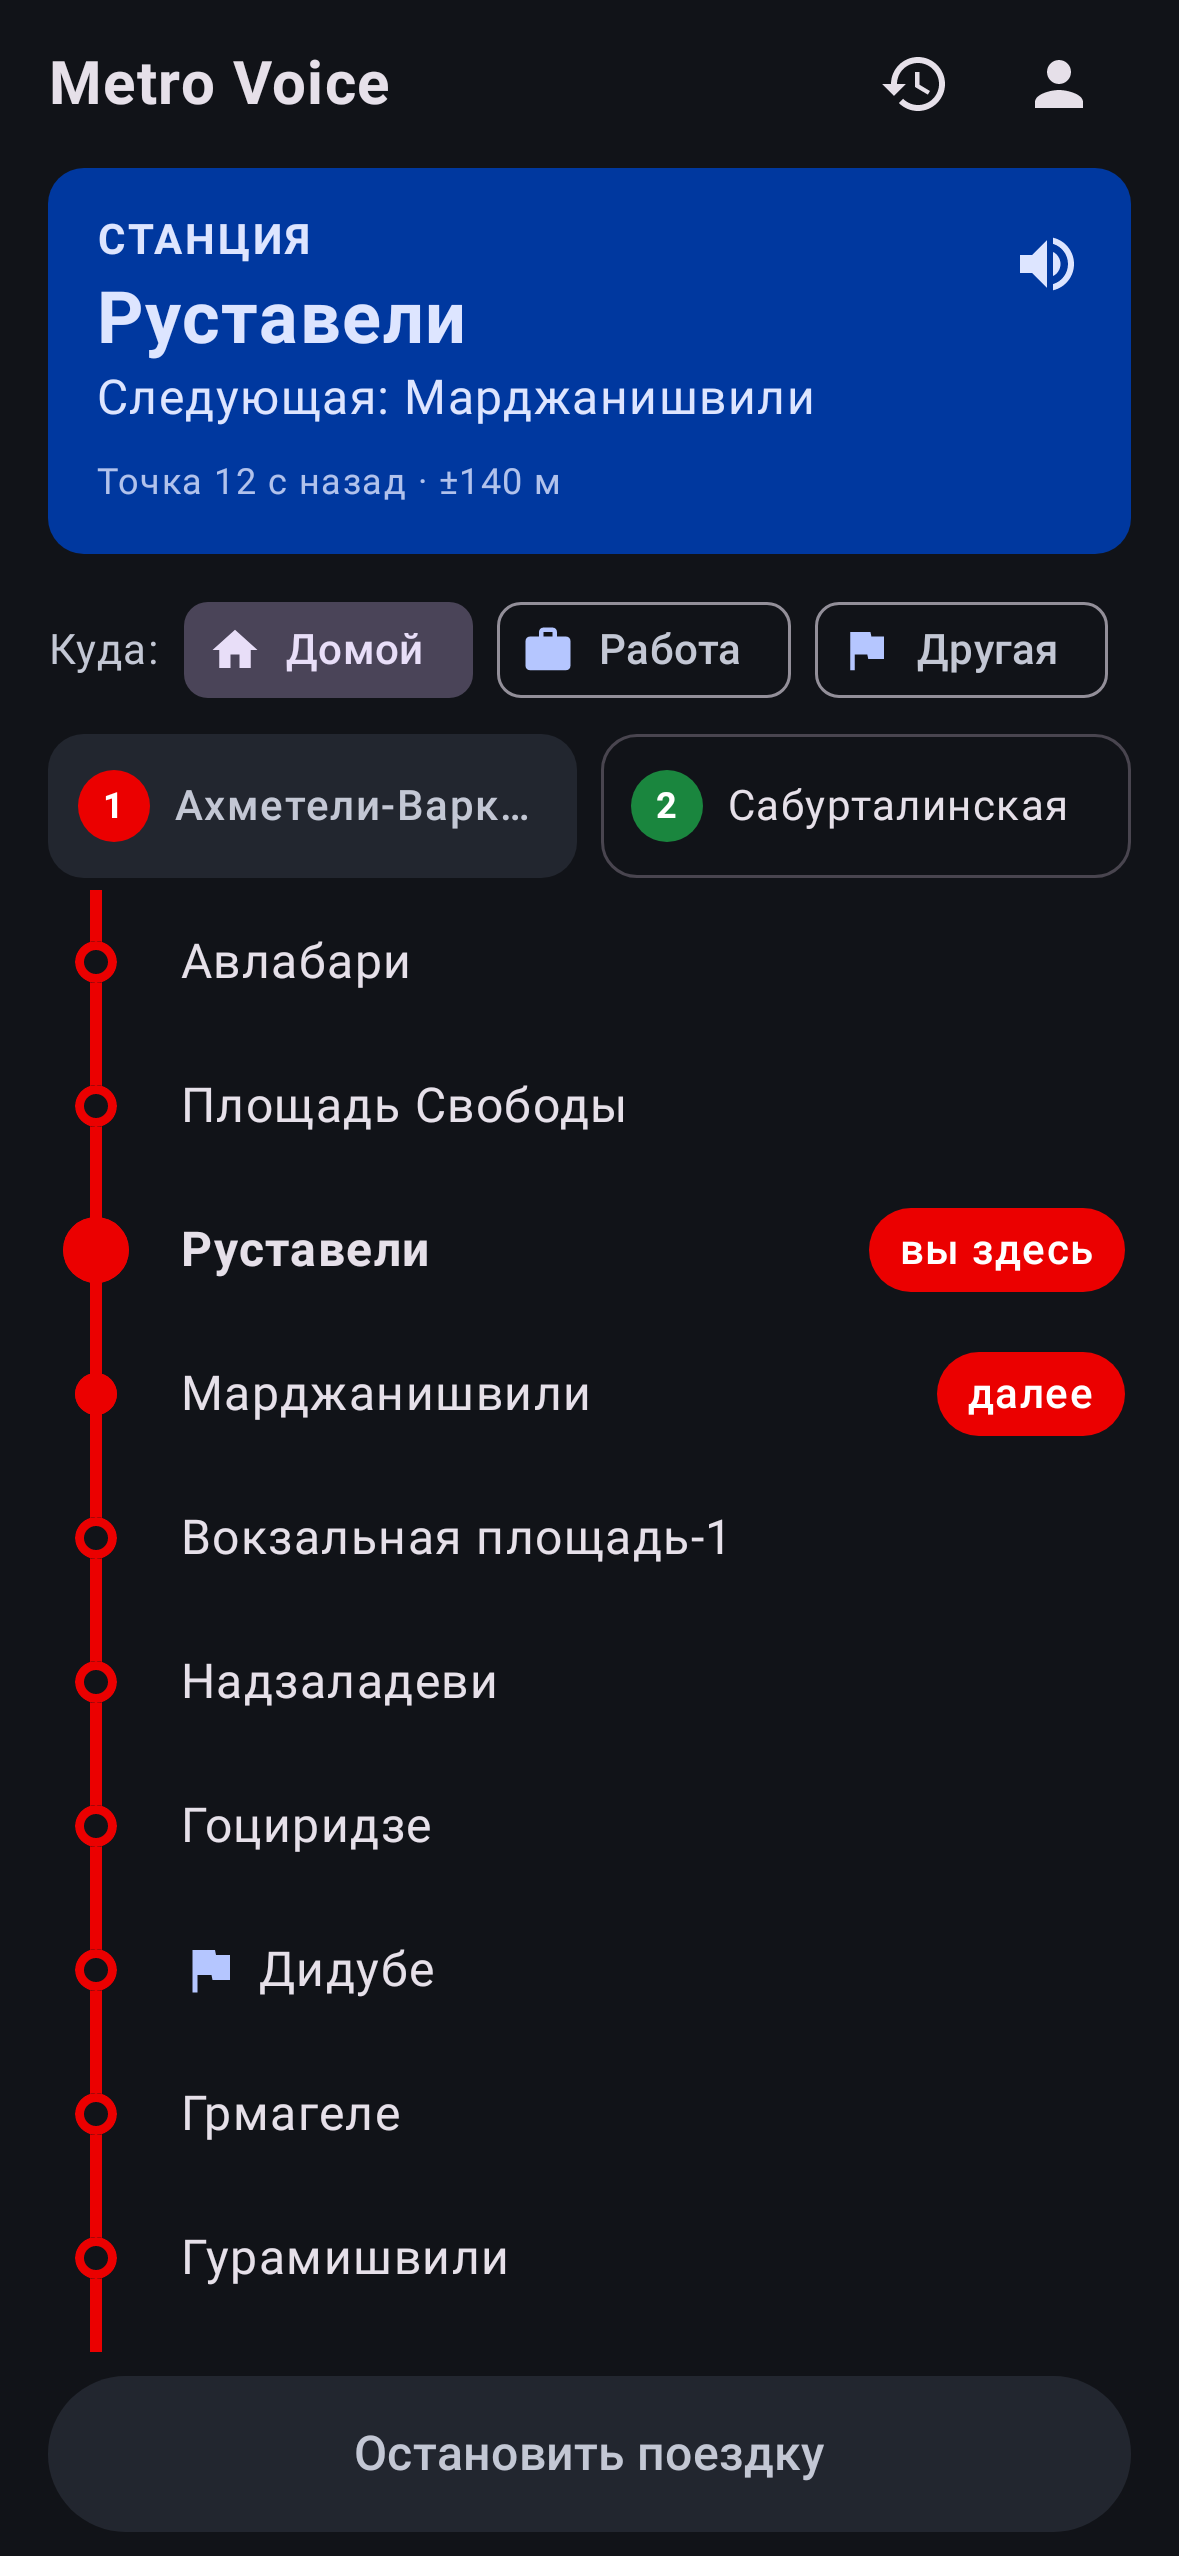 Metro Voice
СТАНЦИЯ
Руставели
Следующая: Марджанишвили
Точка 12 с назад · ±140 м
Куда:
Домой
Работа
Другая
1
Ахметели-Варк…
2
Сабурталинская
Авлабари
Площадь Свободы
Руставели
вы здесь
Марджанишвили
далее
Вокзальная площадь-1
Надзаладеви
Гоциридзе
Дидубе
Грмагеле
Гурамишвили
Остановить поездку